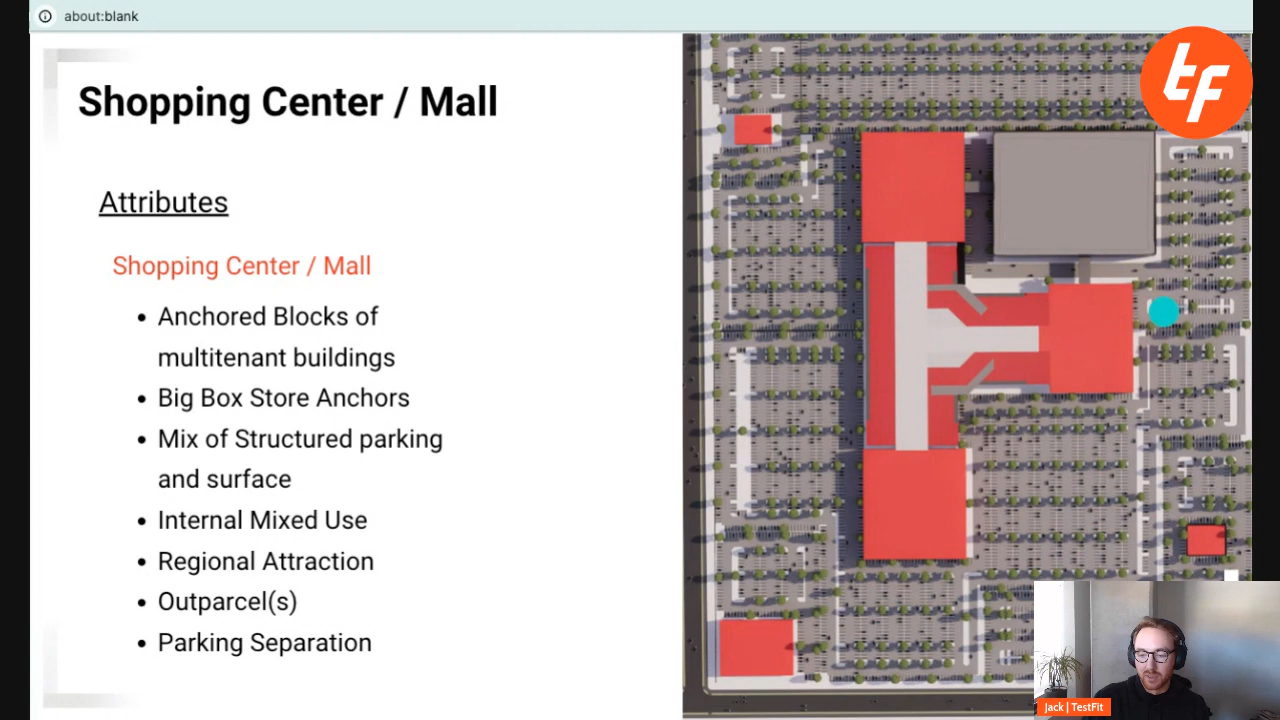 about:blank
Shopping Center / Mall
tF
Attributes
Shopping Center / Mall
• Anchored Blocks of
multitenant buildings
• Big Box Store Anchors
• Mix of Structured parking
and surface
• Internal Mixed Use
• Regional Attraction
• Outparcel(s)
• Parking Separation
Jack | TestFit